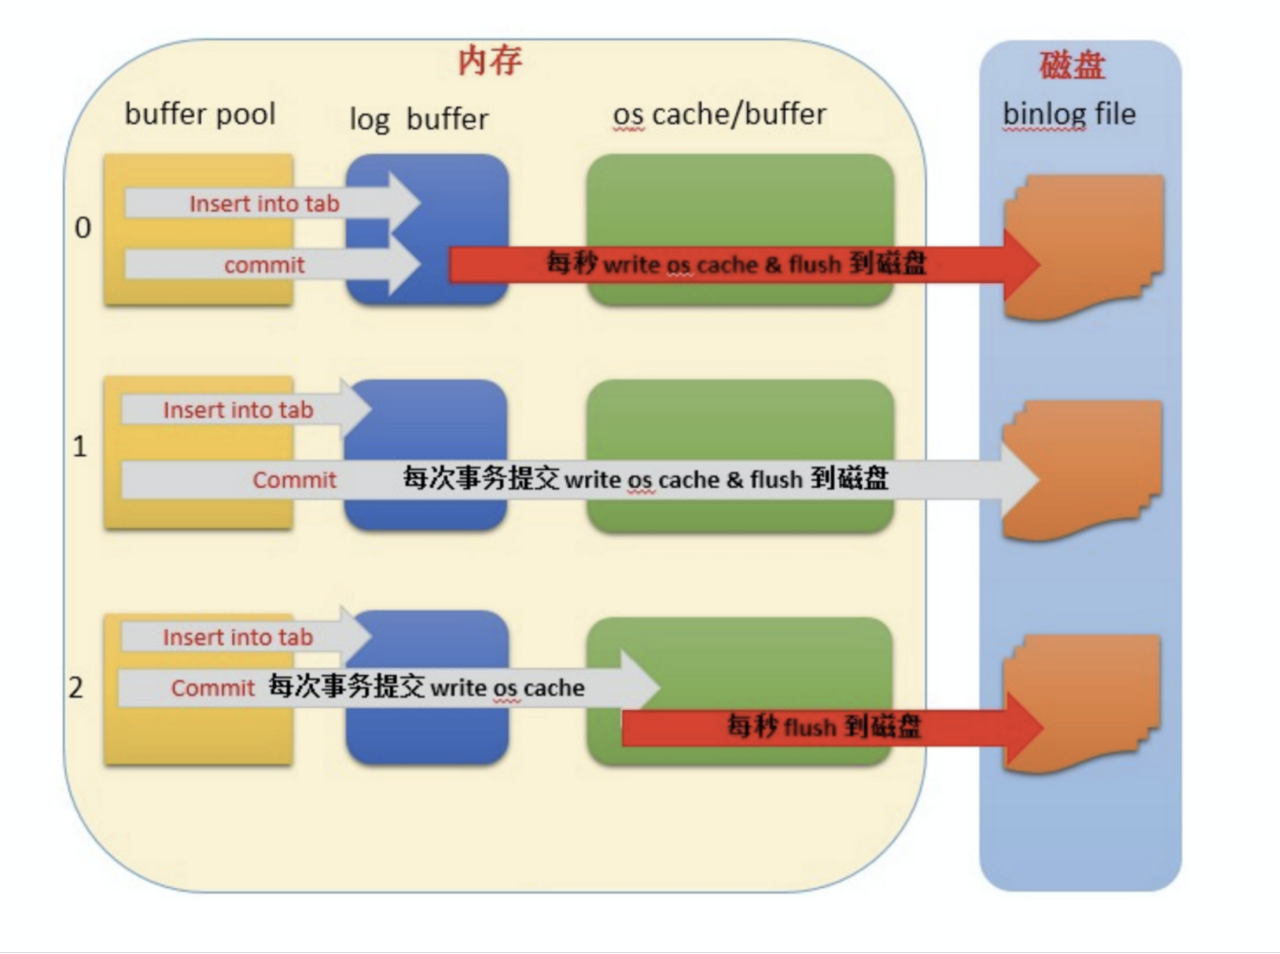 内存
磁盘
buffer pool
log buffer
os cache/buffer
binlog file
0
Insert into tab
commit
每秒 write os cache & flush 到磁盘
1
Insert into tab
Commit 每次事务提交 write os cache & flush 到磁盘
2
Insert into tab
Commit 每次事务提交 write os cache
每秒 flush 到磁盘